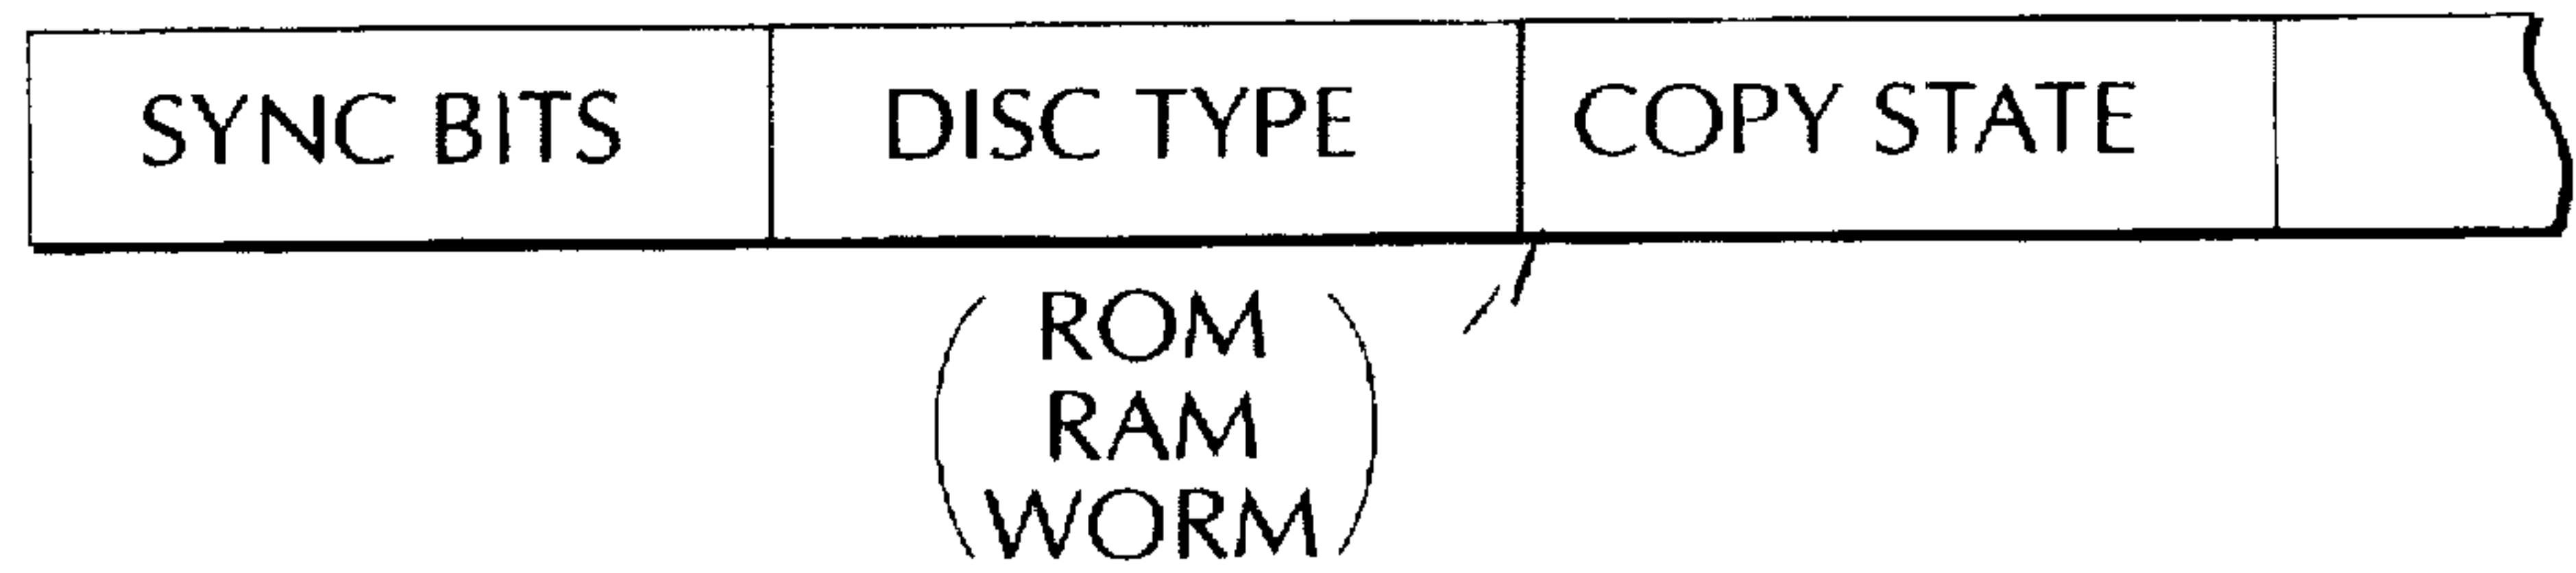 SYNC BITS DISC TYPE COPY STATE
( ROM
RAM
WORM )